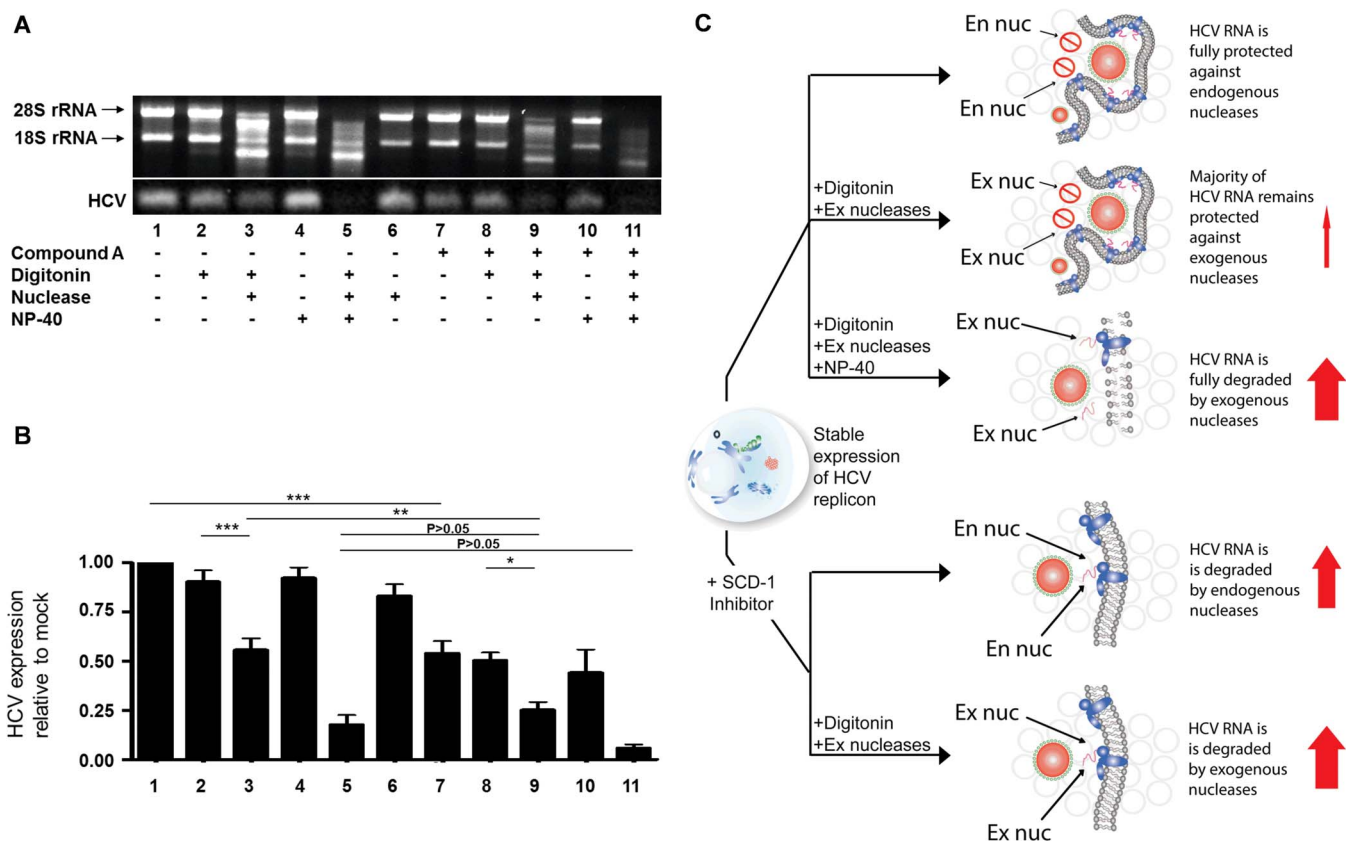 A
28S rRNA
18S rRNA
HCV
1 2 3 4 5 6 7 8 9 10 11
Compound A - - - - - - + + + + +
Digitonin - + + - + - - + + - +
Nuclease - - + - + + - - + - +
NP-40 - - - + + - - - - + +
B
***
**
P>0.05
P>0.05
***
*
HCV expression
relative to mock
1.00
0.75
0.50
0.25
0.00
1 2 3 4 5 6 7 8 9 10 11
C
Stable
expression
of HCV
replicon
+ SCD-1
Inhibitor
En nuc
En nuc
HCV RNA is
fully protected
against
endogenous
nucleases
+Digitonin
+Ex nucleases
Ex nuc
Ex nuc
Majority of
HCV RNA remains
protected
against
exogenous
nucleases
+Digitonin
+Ex nucleases
+NP-40
Ex nuc
Ex nuc
HCV RNA is
fully degraded
by exogenous
nucleases
En nuc
En nuc
HCV RNA is
is degraded
by endogenous
nucleases
+Digitonin
+Ex nucleases
Ex nuc
Ex nuc
HCV RNA is
is degraded
by exogenous
nucleases